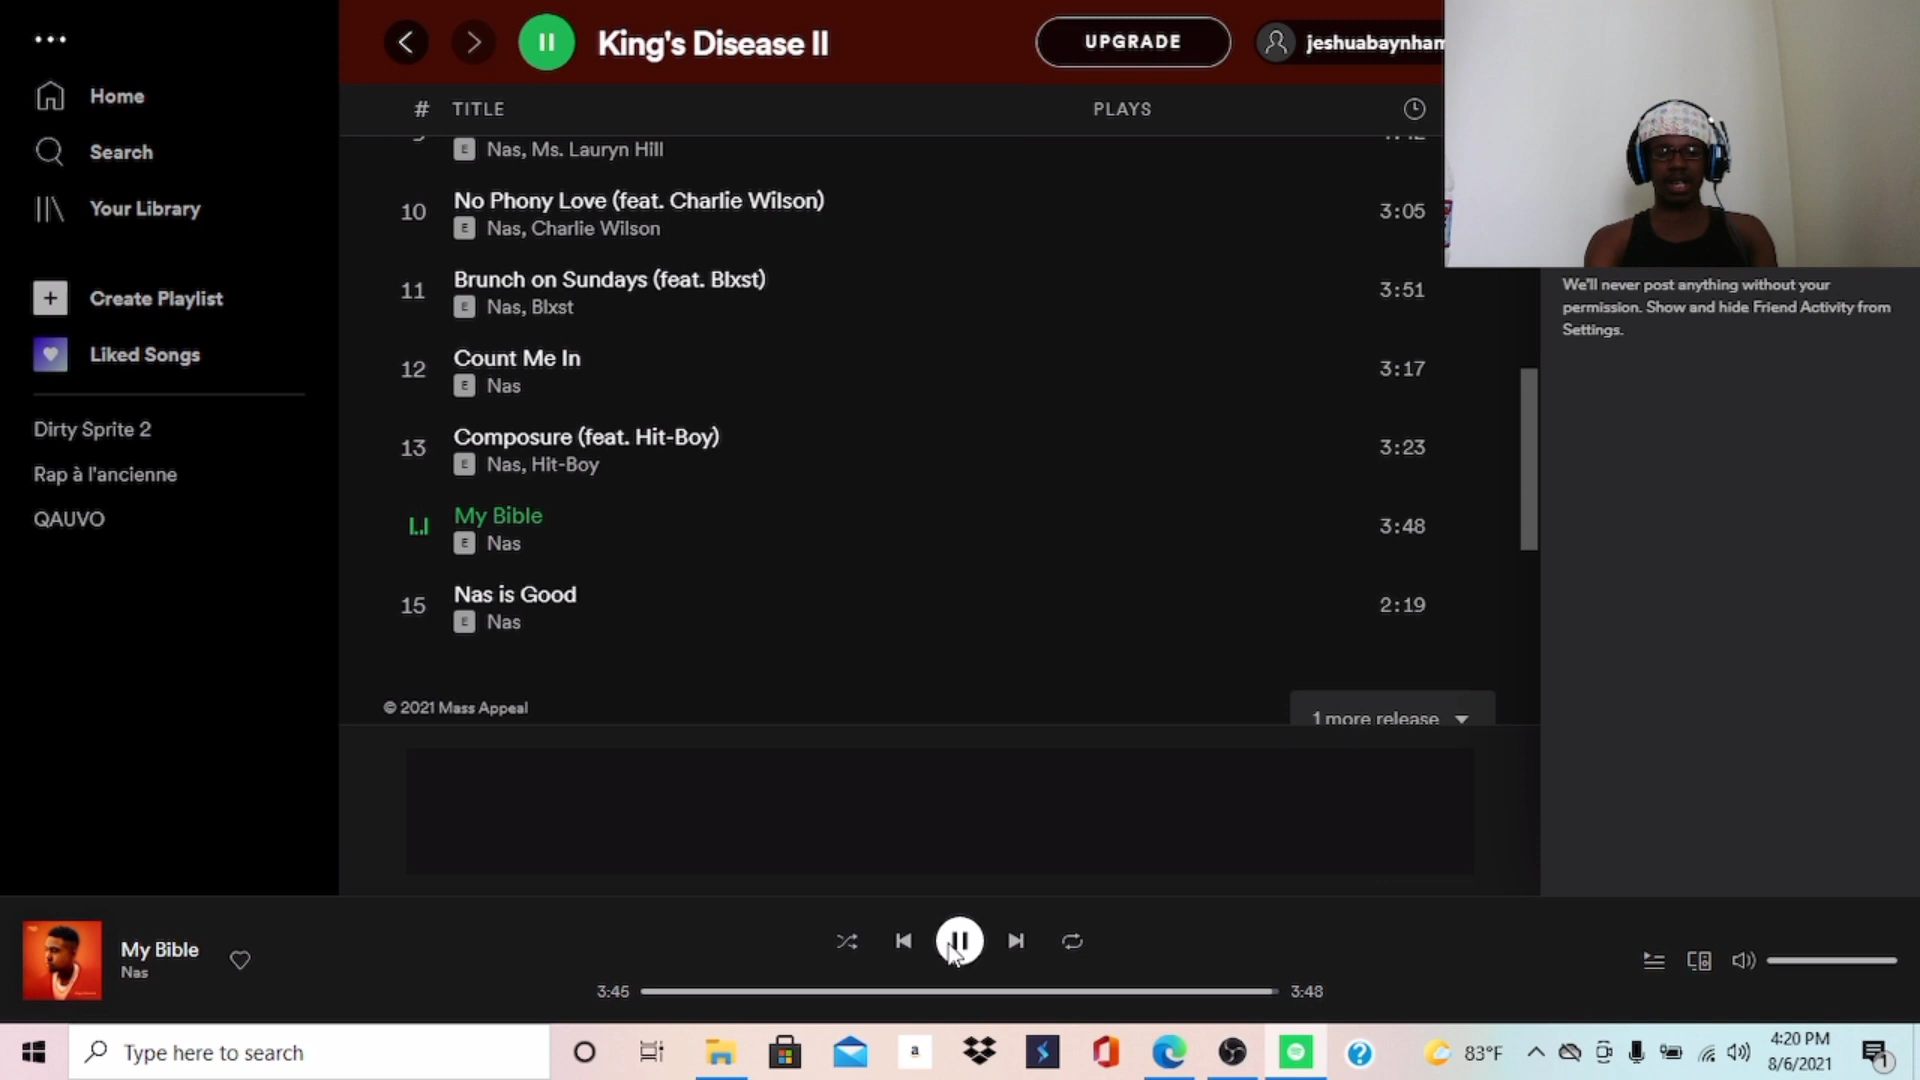 King's Disease II
UPGRADE
jeshuabaynham
Home
Search
Your Library
Create Playlist
Liked Songs
Dirty Sprite 2
Rap à l'ancienne
QAUVO
# TITLE PLAYS
E Nas, Ms. Lauryn Hill
10 No Phony Love (feat. Charlie Wilson) 3:05
E Nas, Charlie Wilson
11 Brunch on Sundays (feat. Blxst) 3:51
E Nas, Blxst
12 Count Me In 3:17
E Nas
13 Composure (feat. Hit-Boy) 3:23
E Nas, Hit-Boy
My Bible 3:48
E Nas
15 Nas is Good 2:19
E Nas
© 2021 Mass Appeal
1 more release
We'll never post anything without your
permission. Show and hide Friend Activity from
Settings.
My Bible
Nas
3:45 3:48
Type here to search
a
83°F
4:20 PM
8/6/2021
1